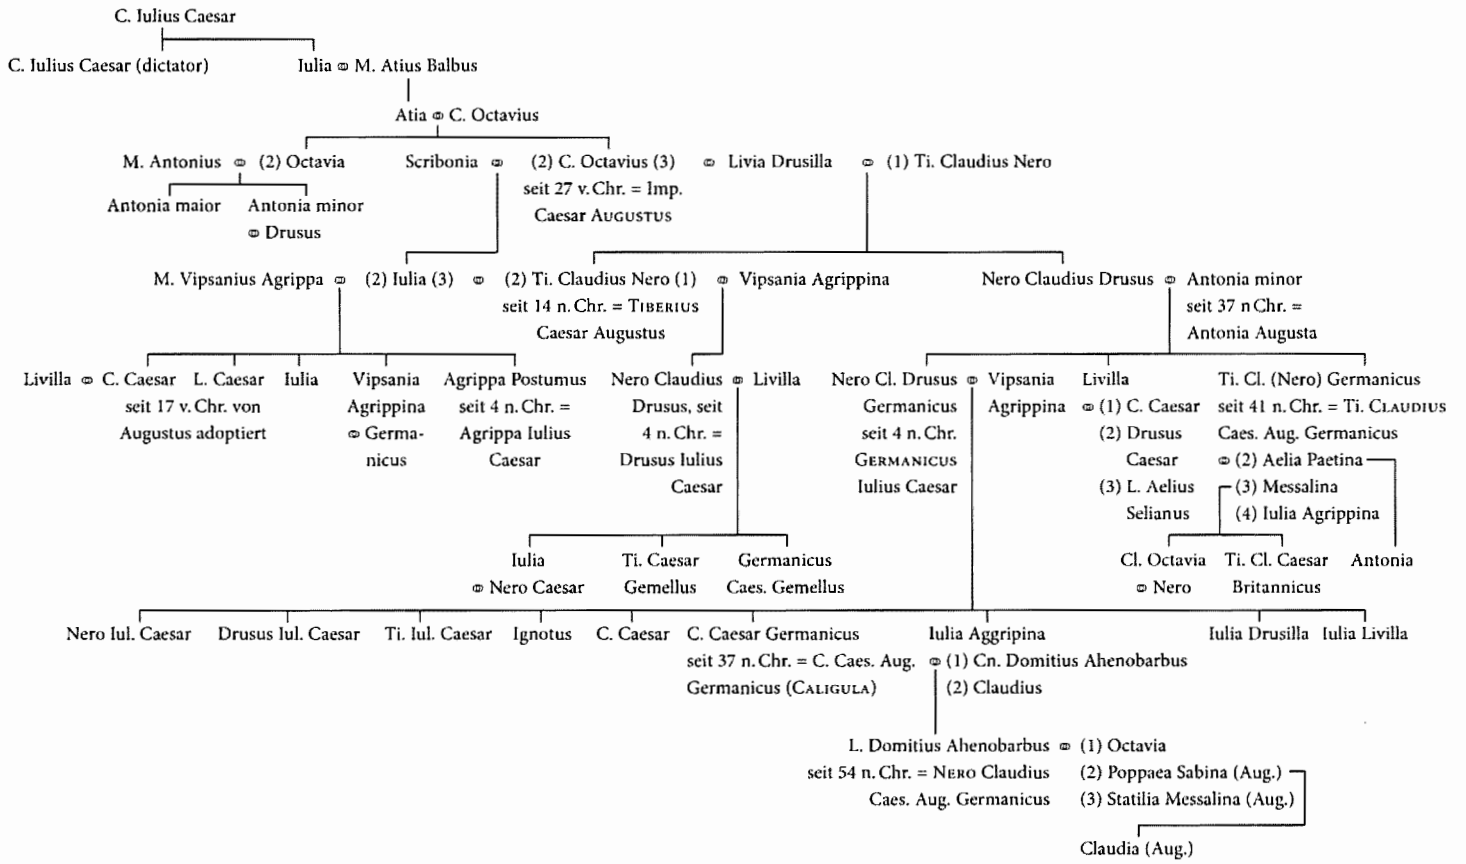 C. Iulius Caesar
C. Iulius Caesar (dictator)
Iulia ⚭ M. Atius Balbus
Atia ⚭ C. Octavius
M. Antonius ⚭ (2) Octavia
Scribonia ⚭ (2) C. Octavius (3) ⚭ Livia Drusilla ⚭ (1) Ti. Claudius Nero
seit 27 v. Chr. = Imp.
Caesar AUGUSTUS
Antonia maior
Antonia minor
⚭ Drusus
M. Vipsanius Agrippa ⚭ (2) Iulia (3) ⚭ (2) Ti. Claudius Nero (1) ⚭ Vipsania Agrippina
seit 14 n. Chr. = TIBERIUS
Caesar Augustus
Nero Claudius Drusus ⚭ Antonia minor
seit 37 n Chr. =
Antonia Augusta
Livilla ⚭ C. Caesar
L. Caesar
seit 17 v. Chr. von
Augustus adoptiert
Iulia
Vipsania
Agrippina
⚭ Germa-
nicus
Agrippa Postumus
seit 4 n. Chr. =
Agrippa Iulius
Caesar
Nero Claudius ⚭ Livilla
Drusus, seit
4 n. Chr. =
Drusus Iulius
Caesar
Nero Cl. Drusus ⚭ Vipsania
Germanicus Agrippina
seit 4 n. Chr.
GERMANICUS
Iulius Caesar
Livilla
⚭ (1) C. Caesar
(2) Drusus
Caesar
(3) L. Aelius
Selianus
Ti. Cl. (Nero) Germanicus
seit 41 n. Chr. = Ti. CLAUDIUS
Caes. Aug. Germanicus
⚭ (2) Aelia Paetina
(3) Messalina
(4) Iulia Agrippina
Iulia
⚭ Nero Caesar
Ti. Caesar
Gemellus
Germanicus
Caes. Gemellus
Cl. Octavia
⚭ Nero
Ti. Cl. Caesar
Britannicus
Antonia
Nero Iul. Caesar
Drusus Iul. Caesar
Ti. Iul. Caesar
Ignotus
C. Caesar
C. Caesar Germanicus
seit 37 n. Chr. = C. Caes. Aug.
Germanicus (CALIGULA)
Iulia Aggripina
⚭ (1) Cn. Domitius Ahenobarbus
(2) Claudius
Iulia Drusilla
Iulia Livilla
L. Domitius Ahenobarbus ⚭ (1) Octavia
seit 54 n. Chr. = NERO Claudius (2) Poppaea Sabina (Aug.)
Caes. Aug. Germanicus (3) Statilia Messalina (Aug.)
Claudia (Aug.)